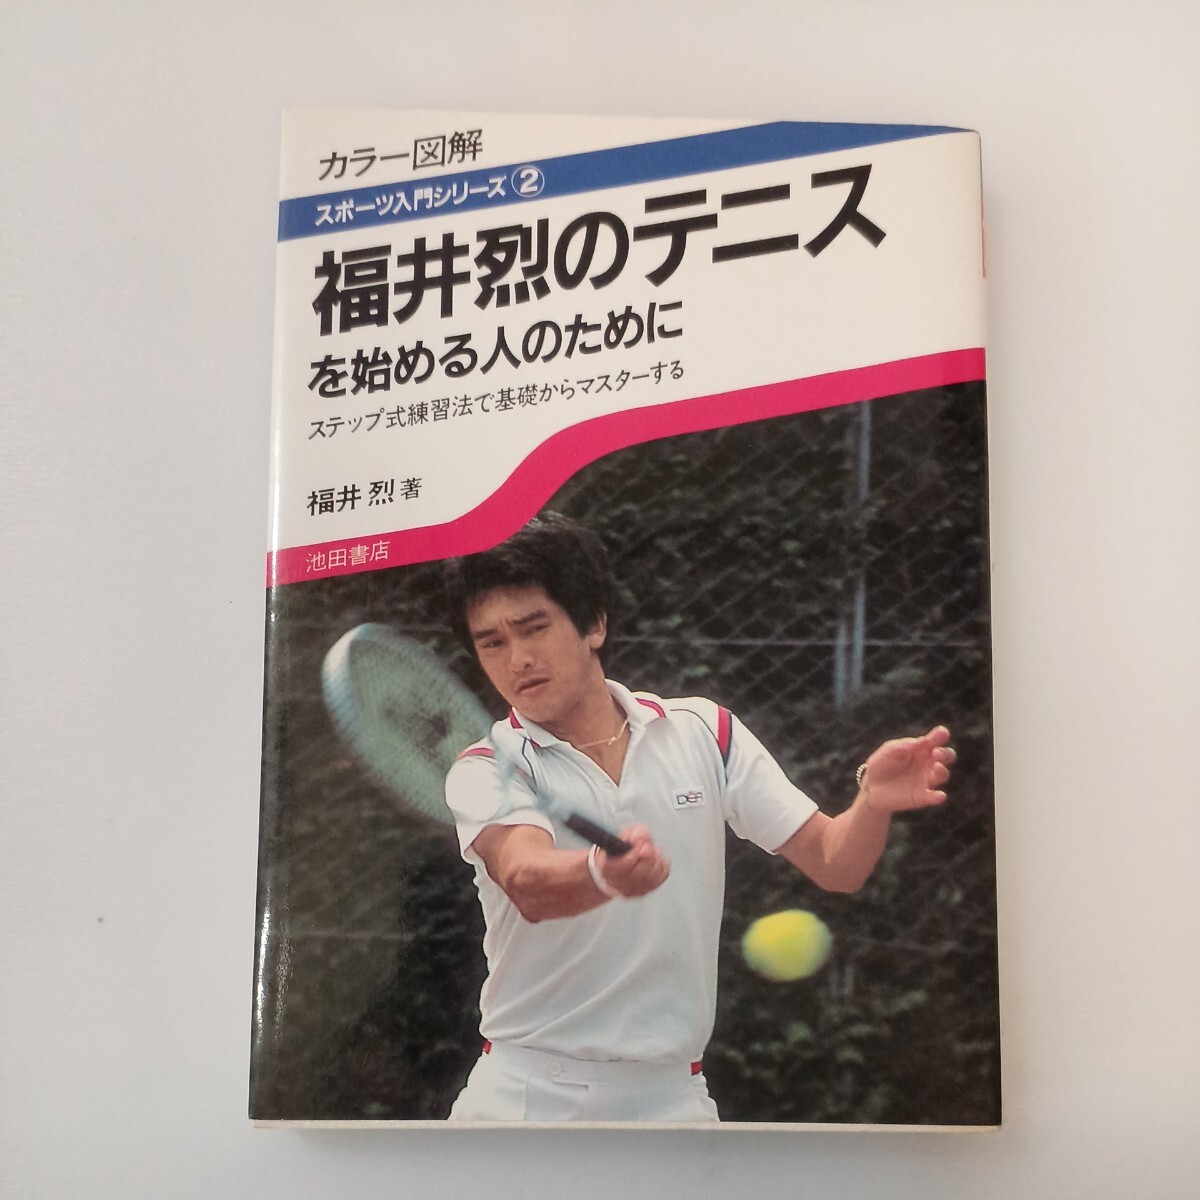 カラー図解
スポーツ入門シリーズ②
福井烈のテニス
を始める人のために
ステップ式練習法で基礎からマスターする
福井 烈 著
池田書店